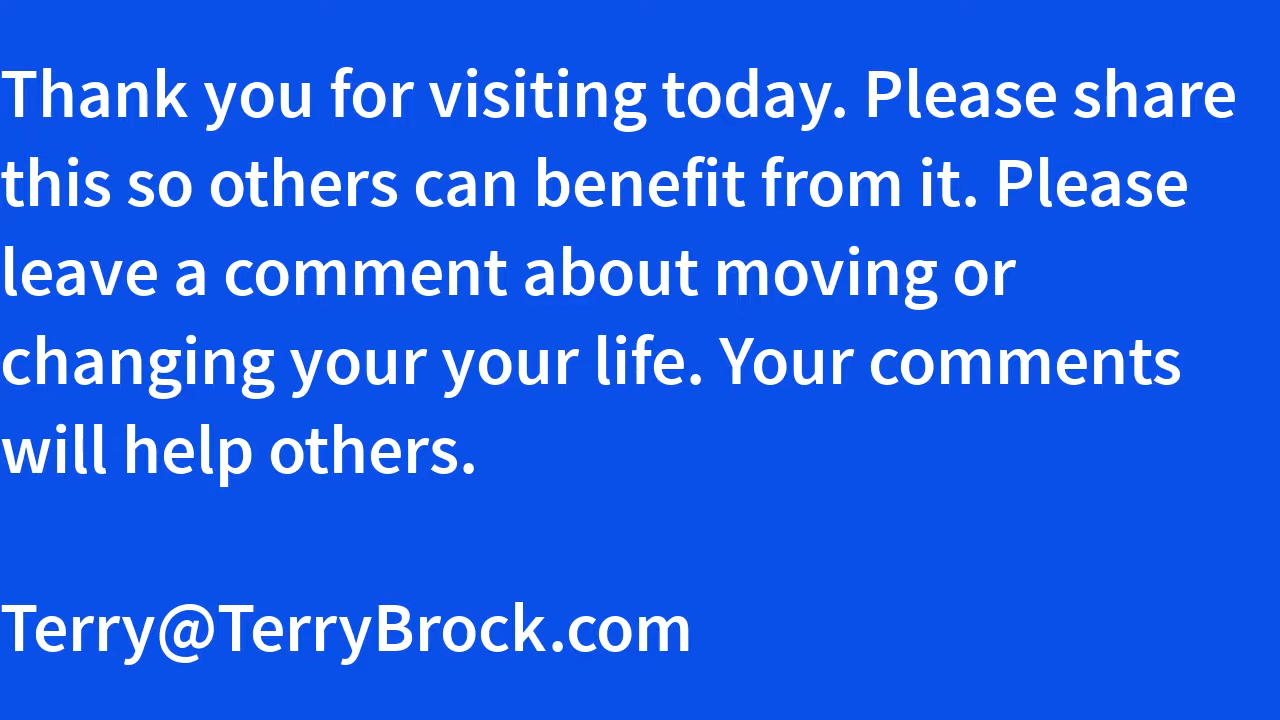 Thank you for visiting today. Please share
this so others can benefit from it. Please
leave a comment about moving or
changing your your life. Your comments
will help others.
Terry@TerryBrock.com